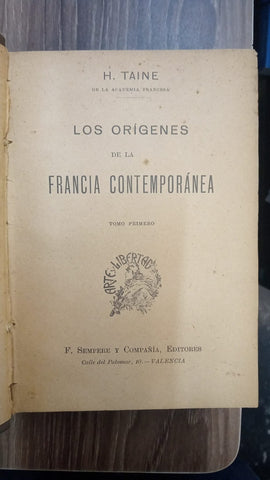 H. TAINE
DE LA ACADEMIA FRANCESA
LOS ORÍGENES
DE LA
FRANCIA CONTEMPORÁNEA
TOMO PRIMERO
ARTE Y LIBERTAD
F. SEMPERE Y COMPAÑÍA, EDITORES
Calle del Palomar, 10.—VALENCIA